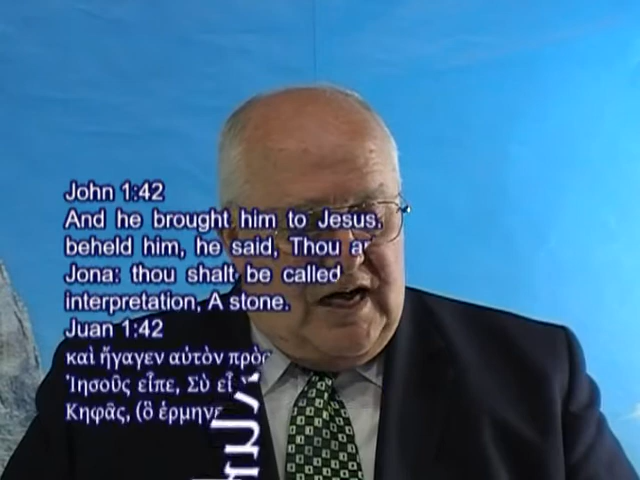 John 1:42
And he brought him to Jesus.
beheld him, he said, Thou
Jona: thou shalt be called
interpretation, A stone.
Juan 1:42
καὶ ἤγαγεν αὐτὸν πρὸς
Ἰησοῦς εἶπε, Σὺ εἶ
Κηφᾶς, (ὃ ἑρμηνε